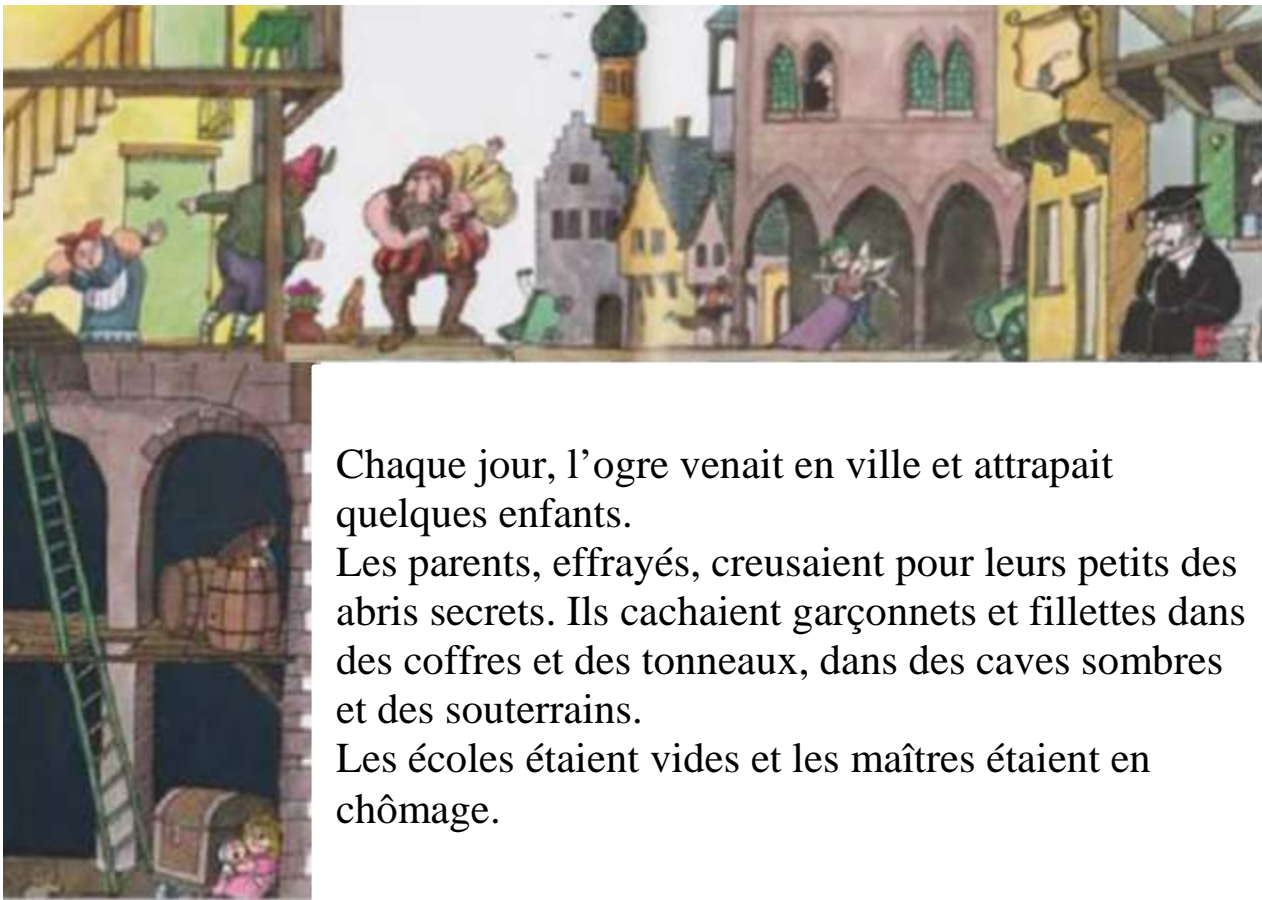 Chaque jour, l’ogre venait en ville et attrapait
quelques enfants.
Les parents, effrayés, creusaient pour leurs petits des
abris secrets. Ils cachaient garçonnets et fillettes dans
des coffres et des tonneaux, dans des caves sombres
et des souterrains.
Les écoles étaient vides et les maîtres étaient en
chômage.